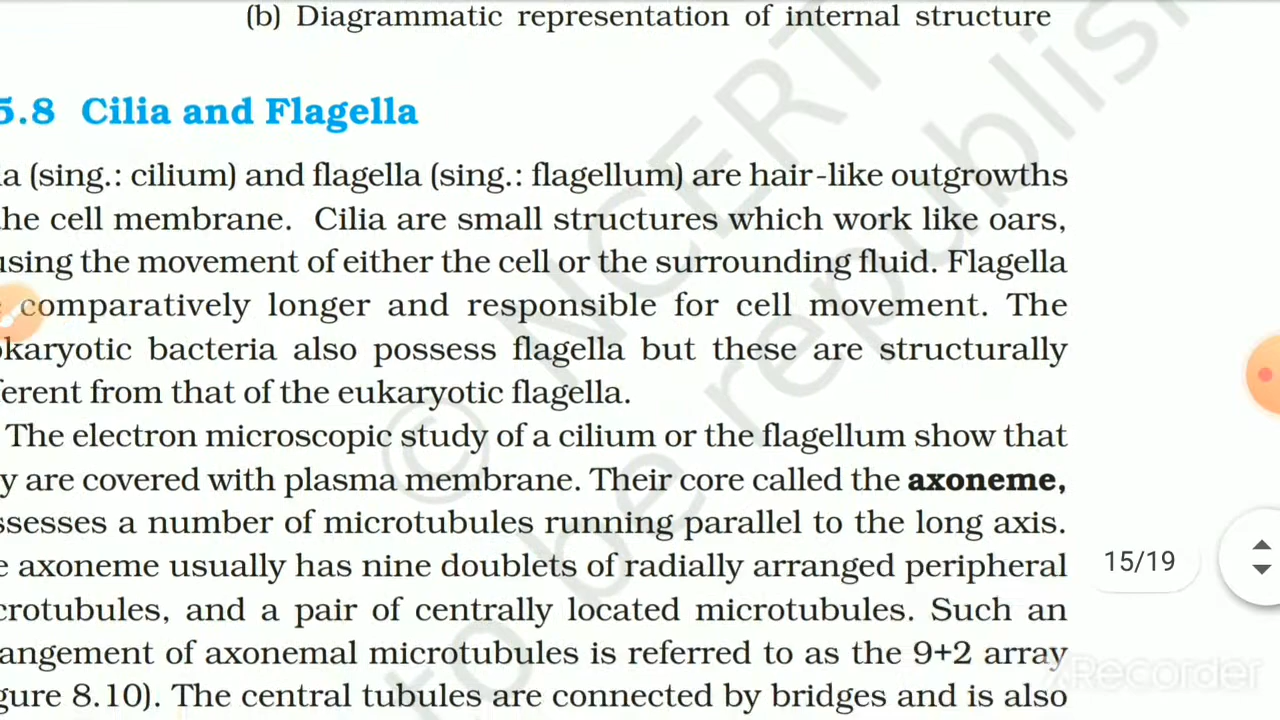 (b) Diagrammatic representation of internal structure
5.8 Cilia and Flagella
a (sing.: cilium) and flagella (sing.: flagellum) are hair-like outgrowths
he cell membrane. Cilia are small structures which work like oars,
using the movement of either the cell or the surrounding fluid. Flagella
comparatively longer and responsible for cell movement. The
karyotic bacteria also possess flagella but these are structurally
ferent from that of the eukaryotic flagella.
The electron microscopic study of a cilium or the flagellum show that
y are covered with plasma membrane. Their core called the axoneme,
ssesses a number of microtubules running parallel to the long axis.
e axoneme usually has nine doublets of radially arranged peripheral
crotubules, and a pair of centrally located microtubules. Such an
angement of axonemal microtubules is referred to as the 9+2 array
gure 8.10). The central tubules are connected by bridges and is also
© NCERT
to be republis
15/19
XRecorder